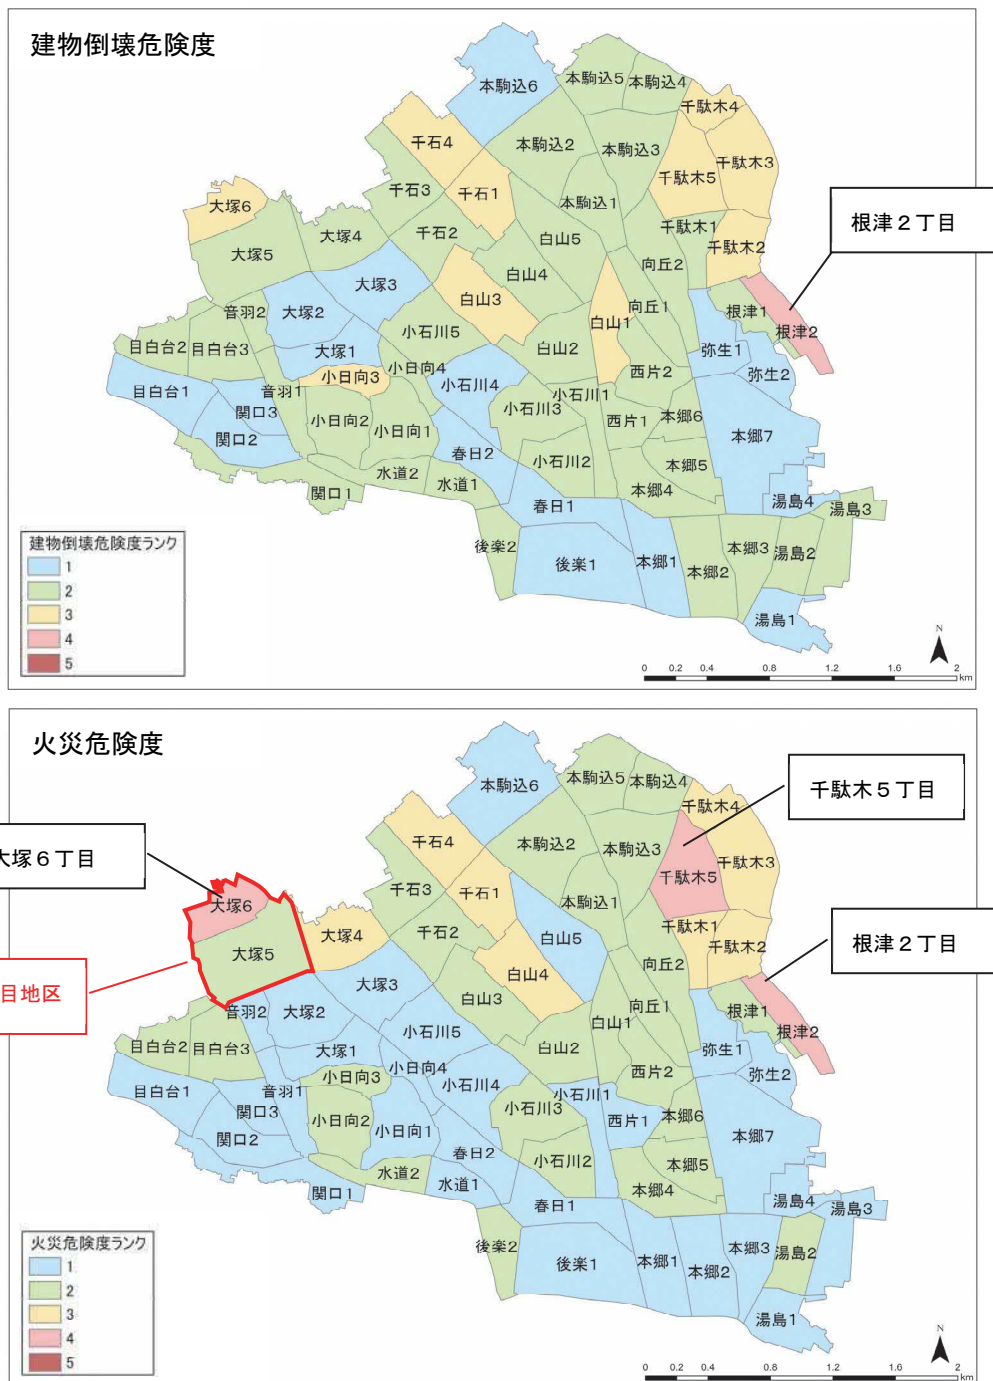 建物倒壊危険度
本駒込6
本駒込5
本駒込4
千駄木4
千石4
本駒込2
本駒込3
千駄木3
千駄木5
千石3
千石1
本駒込1
大塚6
根津２丁目
千駄木1
千石2
大塚4
白山5
千駄木2
大塚5
向丘2
白山4
大塚3
白山3
向丘1
根津1
音羽2
大塚2
白山1
根津2
小石川5
目白台2
目白台3
大塚1
白山2
弥生1
小日向4
西片2
弥生2
小日向3
小石川4
目白台1
音羽1
小石川1
関口3
小石川3
本郷6
小日向2
西片1
小日向1
関口2
本郷7
春日2
小石川2
本郷5
水道2
水道1
本郷4
関口1
湯島4
春日1
湯島3
後楽2
本郷3
湯島2
後楽1
本郷1
本郷2
湯島1
建物倒壊危険度ランク
1
2
3
4
5
N
0 0.2 0.4 0.8 1.2 1.6 2
km
火災危険度
本駒込6
本駒込5
本駒込4
千駄木５丁目
千駄木4
千石4
本駒込2
本駒込3
大塚６丁目
千駄木3
千駄木5
千石3
千石1
大塚6
本駒込1
千駄木1
大塚4
千石2
白山5
根津２丁目
千駄木2
大塚5
向丘2
白山4
目地区
大塚3
白山3
向丘1
根津1
音羽2
大塚2
白山1
小石川5
根津2
目白台2
目白台3
大塚1
白山2
弥生1
小日向4
西片2
弥生2
小日向3
小石川4
目白台1
音羽1
小石川1
関口3
小石川3
本郷6
小日向2
西片1
小日向1
関口2
本郷7
春日2
小石川2
本郷5
水道2
水道1
本郷4
関口1
湯島4
春日1
湯島3
後楽2
本郷3
湯島2
後楽1
本郷1
本郷2
湯島1
火災危険度ランク
1
2
3
4
5
N
0 0.2 0.4 0.8 1.2 1.6 2
km